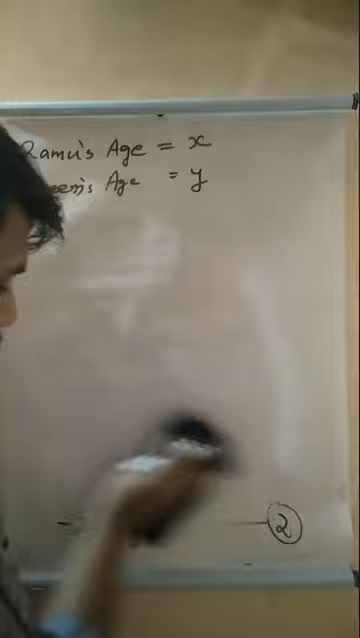 Ramu's Age = x
Age = y
2